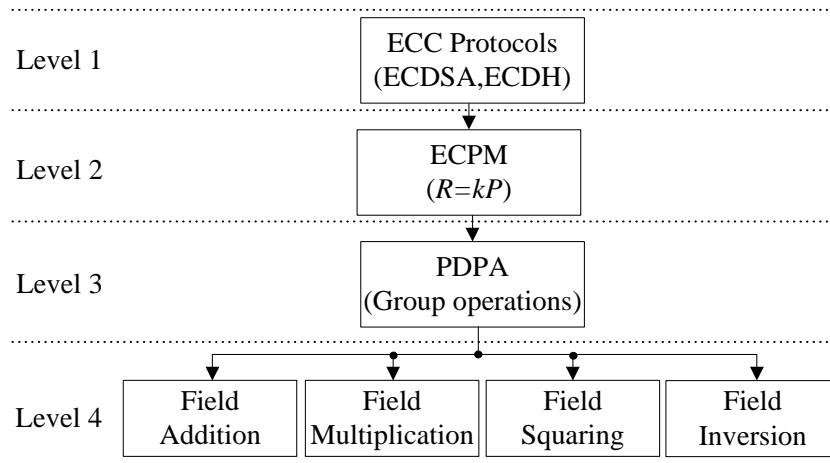 Level 1
ECC Protocols
(ECDSA,ECDH)
Level 2
ECPM
(R=kP)
Level 3
PDPA
(Group operations)
Level 4
Field
Addition
Field
Multiplication
Field
Squaring
Field
Inversion